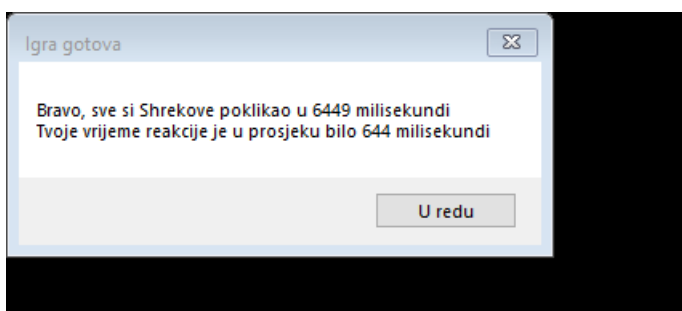 Igra gotova
Bravo, sve si Shrekove poklikao u 6449 milisekundi
Tvoje vrijeme reakcije je u prosjeku bilo 644 milisekundi
U redu